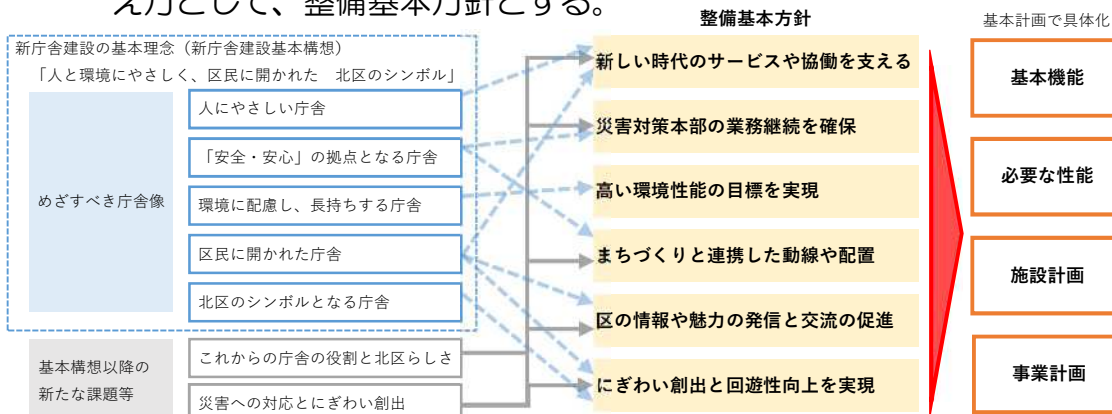 え方として、整備基本方針とする。
整備基本方針
基本計画で具体化
新庁舎建設の基本理念（新庁舎建設基本構想）
「人と環境にやさしく、区民に開かれた　北区のシンボル」
めざすべき庁舎像
人にやさしい庁舎
「安全・安心」の拠点となる庁舎
環境に配慮し、長持ちする庁舎
区民に開かれた庁舎
北区のシンボルとなる庁舎
基本構想以降の
新たな課題等
これからの庁舎の役割と北区らしさ
災害への対応とにぎわい創出
新しい時代のサービスや協働を支える
災害対策本部の業務継続を確保
高い環境性能の目標を実現
まちづくりと連携した動線や配置
区の情報や魅力の発信と交流の促進
にぎわい創出と回遊性向上を実現
基本機能
必要な性能
施設計画
事業計画